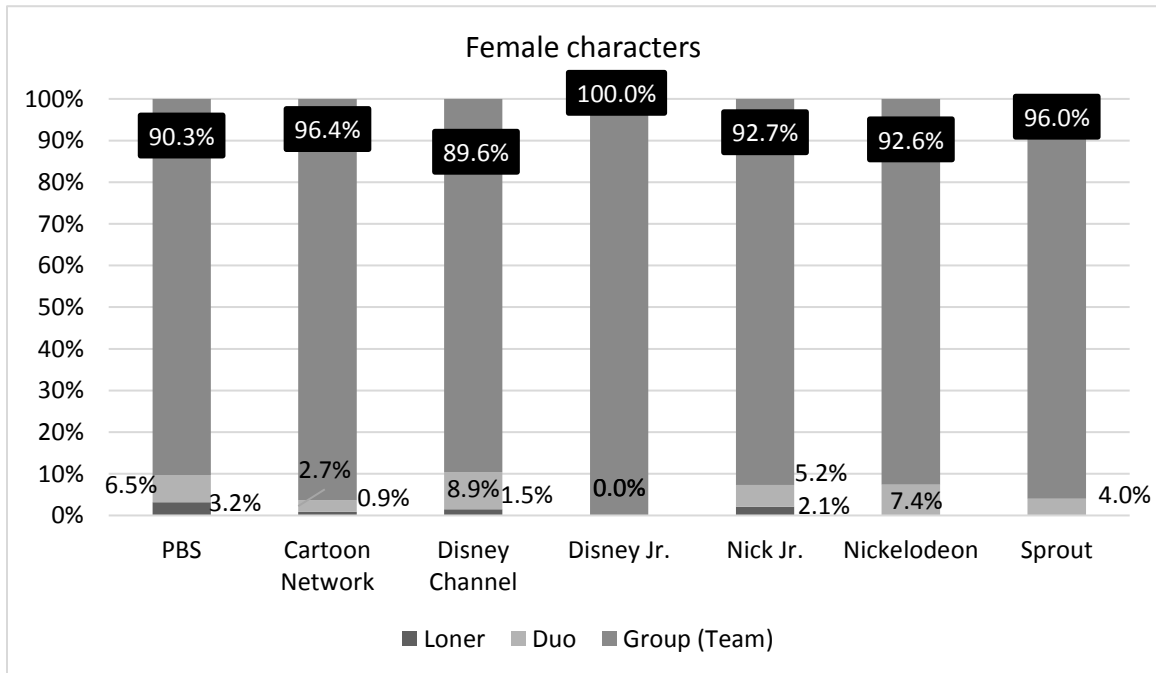 Female characters
100%
90%
80%
70%
60%
50%
40%
30%
20%
10%
0%
90.3%
96.4%
89.6%
100.0%
92.7%
92.6%
96.0%
6.5%
3.2%
2.7%
0.9%
8.9%
1.5%
0.0%
5.2%
2.1%
7.4%
4.0%
PBS
Cartoon
Network
Disney
Channel
Disney Jr.
Nick Jr.
Nickelodeon
Sprout
Loner
Duo
Group (Team)